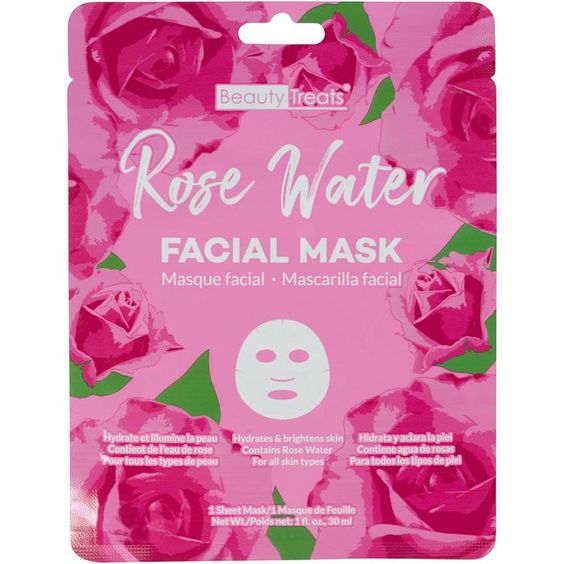 Beauty Treats®
Rose Water
FACIAL MASK
Masque facial • Mascarilla facial
Hydrate et illumine la peau
Contient de l'eau de rose
Pour tous les types de peau
Hydrates & brightens skin
Contains Rose Water
For all skin types
Hidrata y aclara la piel
Contiene agua de rosas
Para todos los tipos de piel
1 Sheet Mask/1 Masque de Feuille
Net Wt./Poids net: 1 fl. oz., 30 ml